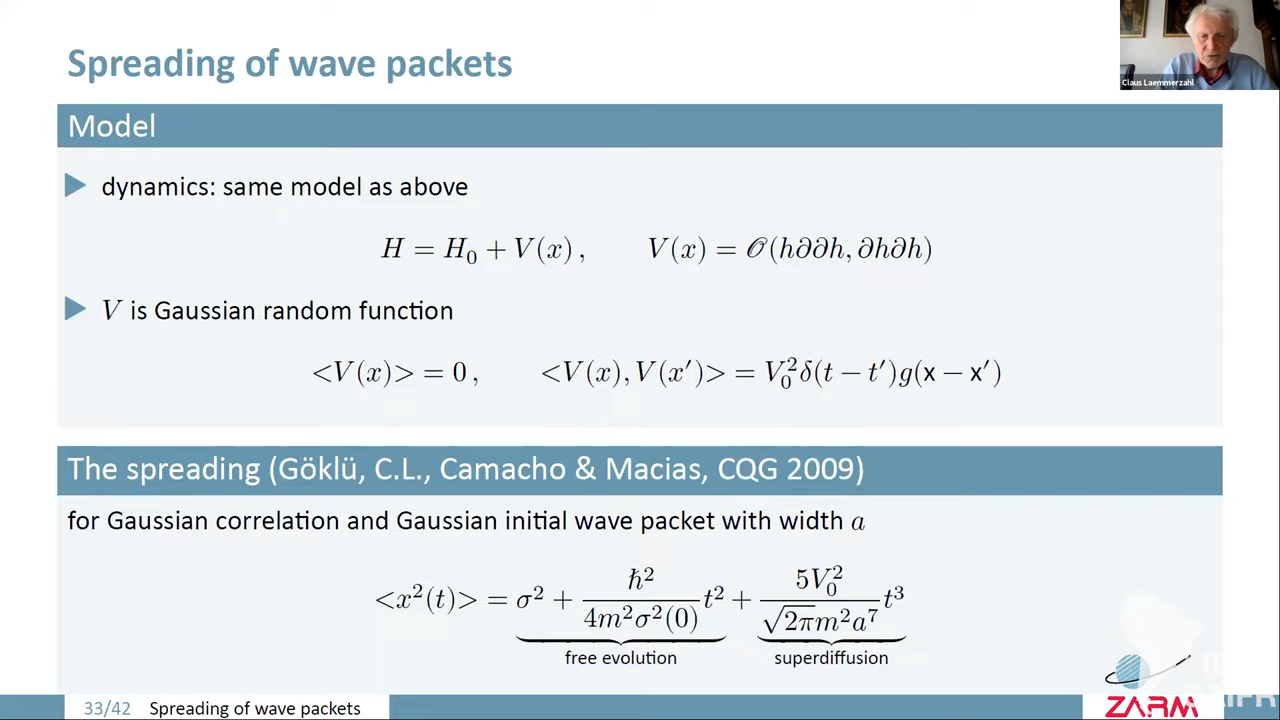 Spreading of wave packets
Claus Laemmerzahl
Model
dynamics: same model as above
H = H₀ + V(x) ,  V(x) = 𝒪(h∂∂h, ∂h∂h)
V is Gaussian random function
<V(x)> = 0 ,  <V(x), V(x′)> = V₀² δ(t − t′)g(x − x′)
The spreading (Göklü, C.L., Camacho & Macias, CQG 2009)
for Gaussian correlation and Gaussian initial wave packet with width a
<x²(t)> = σ² + ℏ²/(4m²σ²(0)) t² + 5V₀²/(√2π m²a⁷) t³
free evolution  superdiffusion
33/42 Spreading of wave packets
ZARM